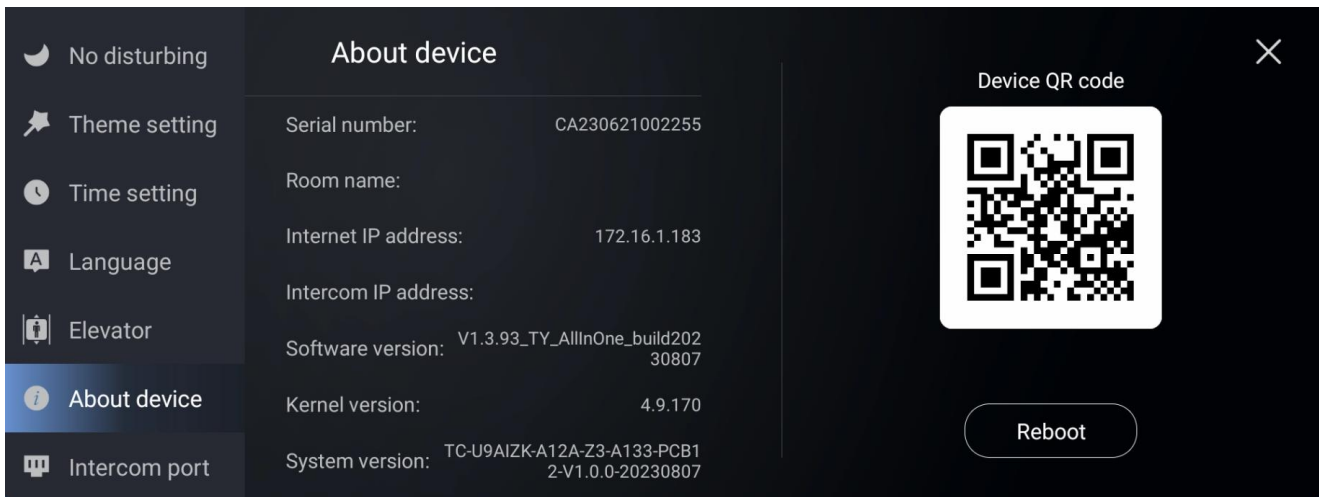 No disturbing
Theme setting
Time setting
Language
Elevator
About device
Intercom port
About device
Serial number: CA230621002255
Room name:
Internet IP address: 172.16.1.183
Intercom IP address:
Software version: V1.3.93_TY_AllInOne_build202
30807
Kernel version: 4.9.170
System version: TC-U9AIZK-A12A-Z3-A133-PCB1
2-V1.0.0-20230807
Device QR code
Reboot